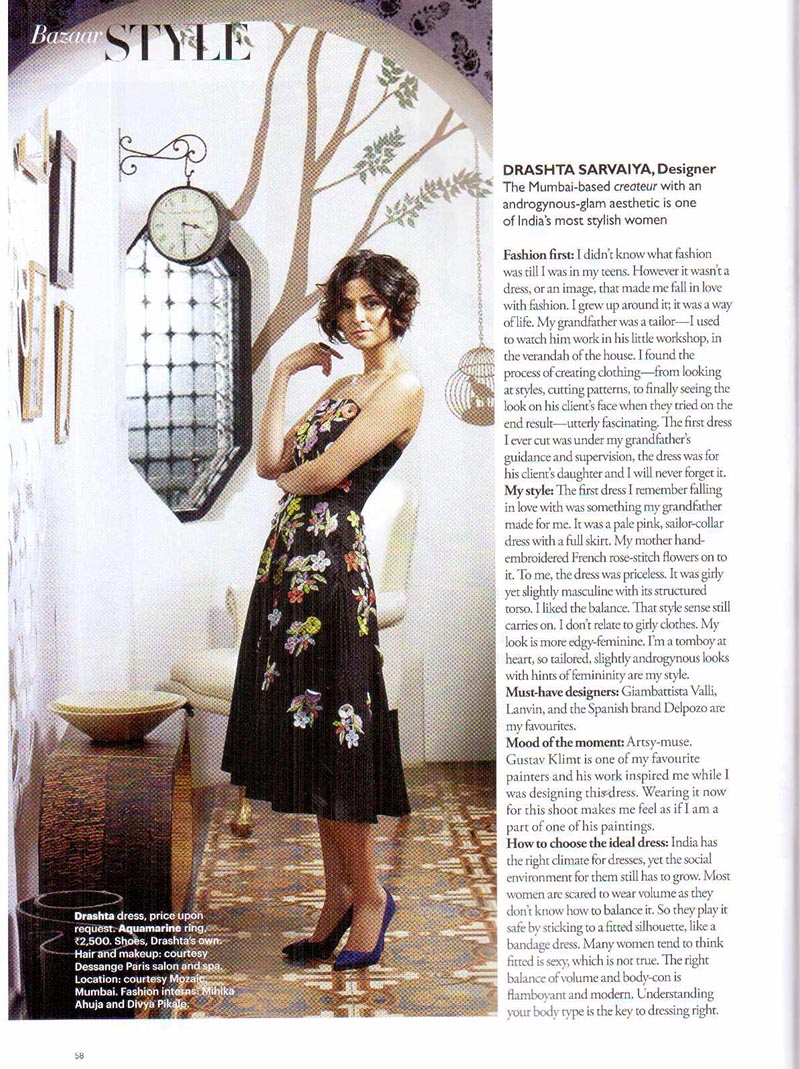 Bazaar STYLE
DRASHTA SARVAIYA, Designer
The Mumbai-based createur with an
androgynous-glam aesthetic is one
of India's most stylish women
Fashion first: I didn't know what fashion
was till I was in my teens. However it wasn't a
dress, or an image, that made me fall in love
with fashion. I grew up around it; it was a way
of life. My grandfather was a tailor—I used
to watch him work in his little workshop, in
the verandah of the house. I found the
process of creating clothing—from looking
at styles, cutting patterns, to finally seeing the
look on his client's face when they tried on the
end result—utterly fascinating. The first dress
I ever cut was under my grandfather's
guidance and supervision, the dress was for
his client's daughter and I will never forget it.
My style: The first dress I remember falling
in love with was something my grandfather
made for me. It was a pale pink, sailor-collar
dress with a full skirt. My mother hand-
embroidered French rose-stitch flowers on to
it. To me, the dress was priceless. It was girly
yet slightly masculine with its structured
torso. I liked the balance. That style sense still
carries on. I don't relate to girly clothes. My
look is more edgy-feminine. I'm a tomboy at
heart, so tailored, slightly androgynous looks
with hints of femininity are my style.
Must-have designers: Giambattista Valli,
Lanvin, and the Spanish brand Delpozo are
my favourites.
Mood of the moment: Artsy-muse.
Gustav Klimt is one of my favourite
painters and his work inspired me while I
was designing this dress. Wearing it now
for this shoot makes me feel as if I am a
part of one of his paintings.
How to choose the ideal dress: India has
the right climate for dresses, yet the social
environment for them still has to grow. Most
women are scared to wear volume as they
don't know how to balance it. So they play it
safe by sticking to a fitted silhouette, like a
bandage dress. Many women tend to think
fitted is sexy, which is not true. The right
balance of volume and body-con is
flamboyant and modern. Understanding
your body type is the key to dressing right.
Drashta dress, price upon
request. Aquamarine ring,
₹2,500. Shoes, Drashta's own.
Hair and makeup: courtesy
Dessange Paris salon and spa.
Location: courtesy Mozaic,
Mumbai. Fashion interns: Mihika
Ahuja and Divya Pikale.
58